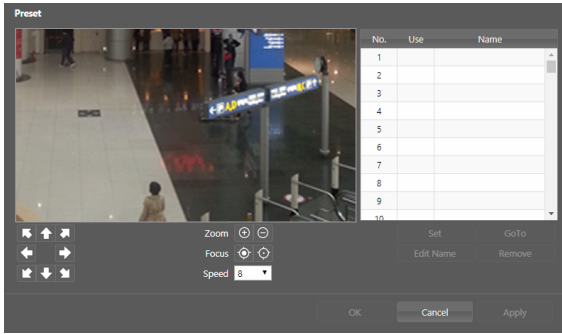 Preset
No. Use Name
1
2
3
4
5
6
7
8
9
10
A,D
B,C
Zoom
Focus
Speed 8
Set GoTo
Edit Name Remove
OK Cancel Apply